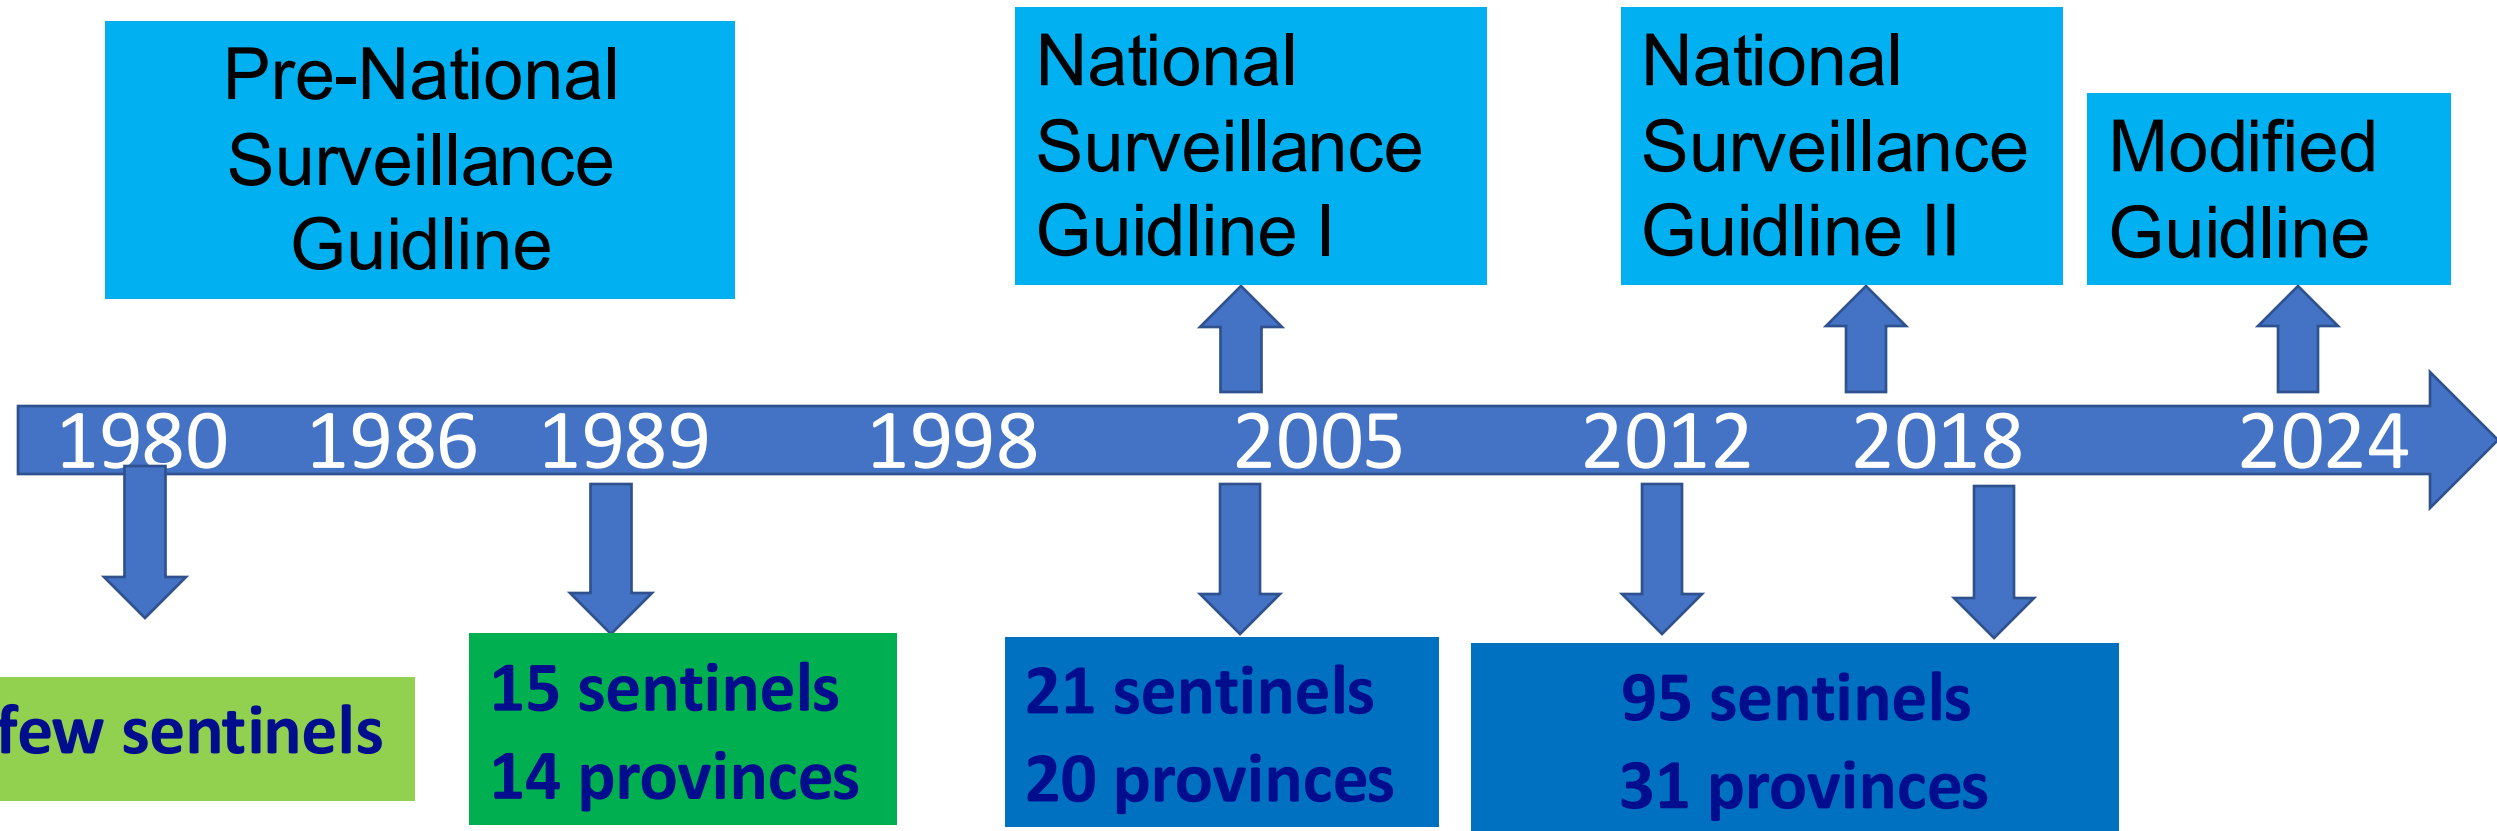 Pre-National
Surveillance
Guidline
National
Surveillance
Guidline I
National
Surveillance
Guidline II
Modified
Guidline
1980 1986 1989 1998 2005 2012 2018 2024
few sentinels
15 sentinels
14 provinces
21 sentinels
20 provinces
95 sentinels
31 provinces